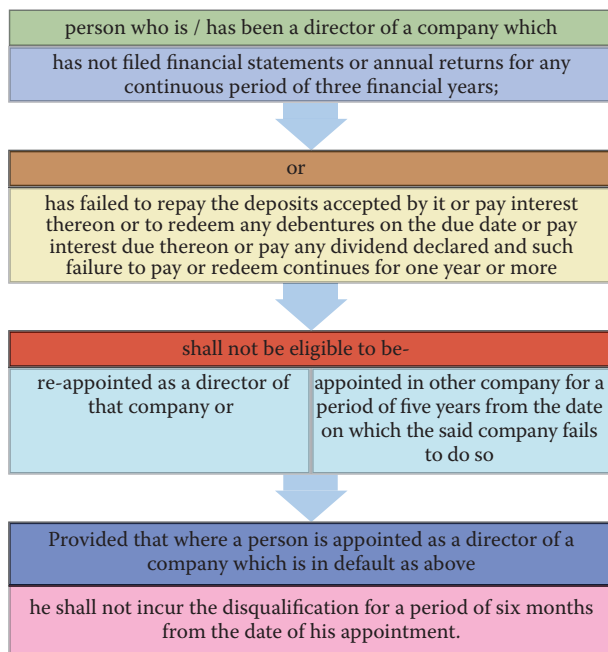 person who is / has been a director of a company which
has not filed financial statements or annual returns for any
continuous period of three financial years;
or
has failed to repay the deposits accepted by it or pay interest
thereon or to redeem any debentures on the due date or pay
interest due thereon or pay any dividend declared and such
failure to pay or redeem continues for one year or more
shall not be eligible to be-
re-appointed as a director of
that company or
appointed in other company for a
period of five years from the date
on which the said company fails
to do so
Provided that where a person is appointed as a director of a
company which is in default as above
he shall not incur the disqualification for a period of six months
from the date of his appointment.